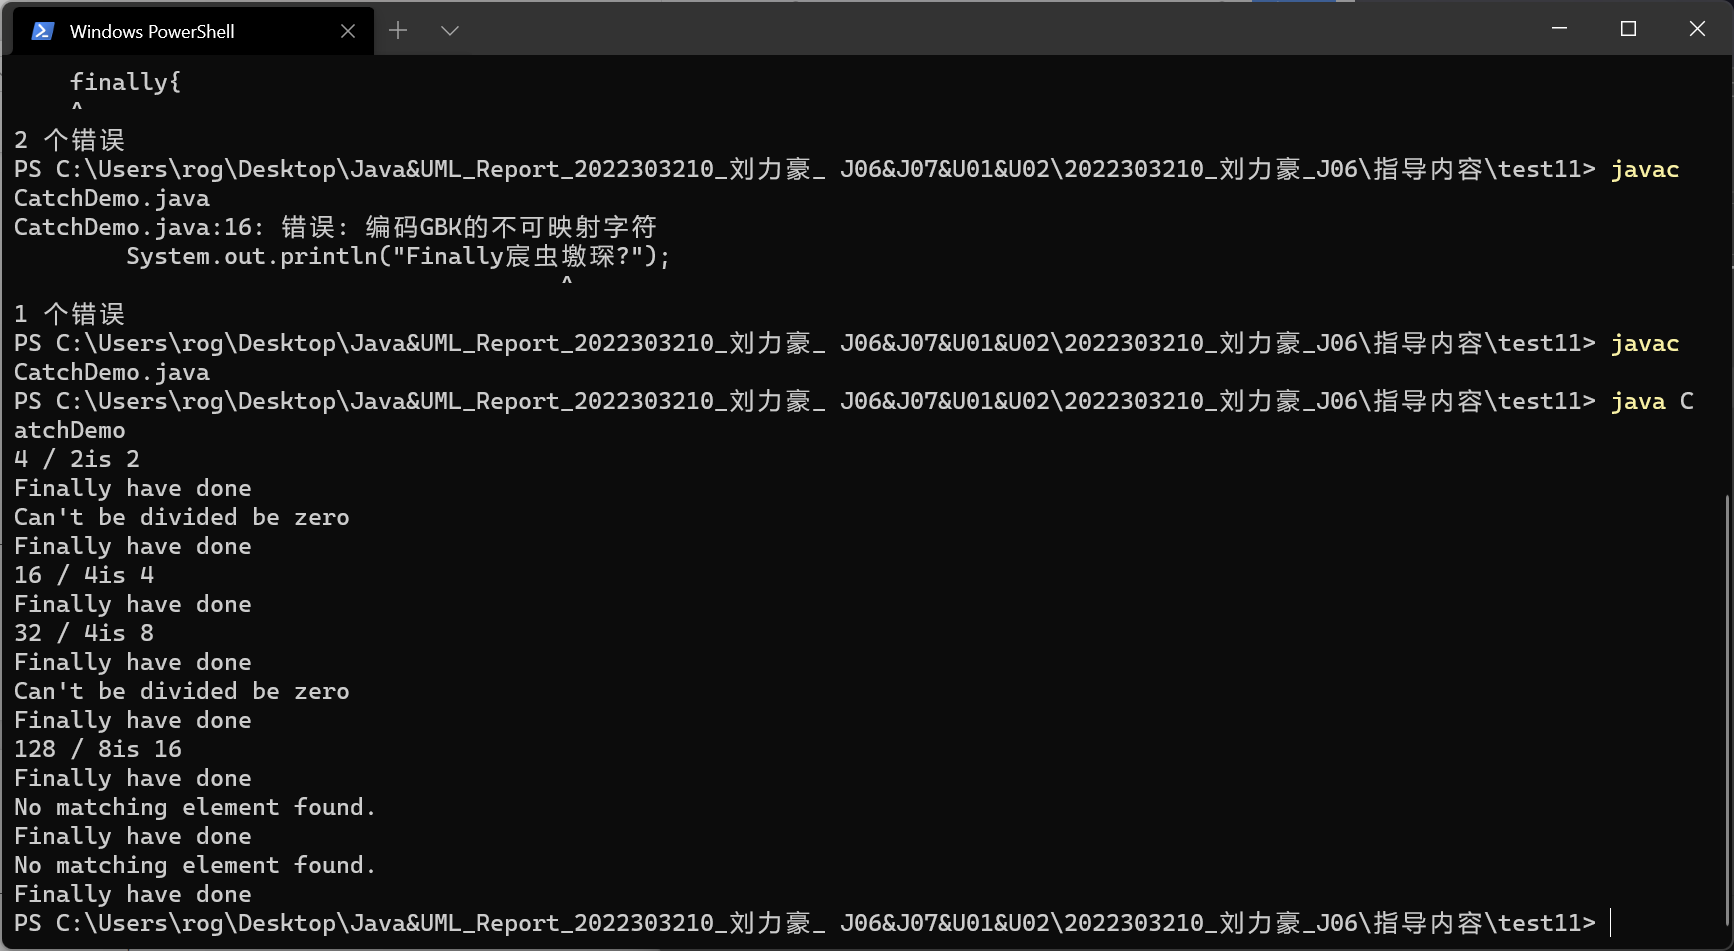 Windows PowerShell
finally{
^
2 个错误
PS C:\Users\rog\Desktop\Java&UML_Report_2022303210_刘力豪_ J06&J07&U01&U02\2022303210_刘力豪_J06\指导内容\test11> javac
CatchDemo.java
CatchDemo.java:16: 错误: 编码GBK的不可映射字符
System.out.println("Finally宸虫墽琛?");
^
1 个错误
PS C:\Users\rog\Desktop\Java&UML_Report_2022303210_刘力豪_ J06&J07&U01&U02\2022303210_刘力豪_J06\指导内容\test11> javac
CatchDemo.java
PS C:\Users\rog\Desktop\Java&UML_Report_2022303210_刘力豪_ J06&J07&U01&U02\2022303210_刘力豪_J06\指导内容\test11> java C
atchDemo
4 / 2is 2
Finally have done
Can't be divided be zero
Finally have done
16 / 4is 4
Finally have done
32 / 4is 8
Finally have done
Can't be divided be zero
Finally have done
128 / 8is 16
Finally have done
No matching element found.
Finally have done
No matching element found.
Finally have done
PS C:\Users\rog\Desktop\Java&UML_Report_2022303210_刘力豪_ J06&J07&U01&U02\2022303210_刘力豪_J06\指导内容\test11>